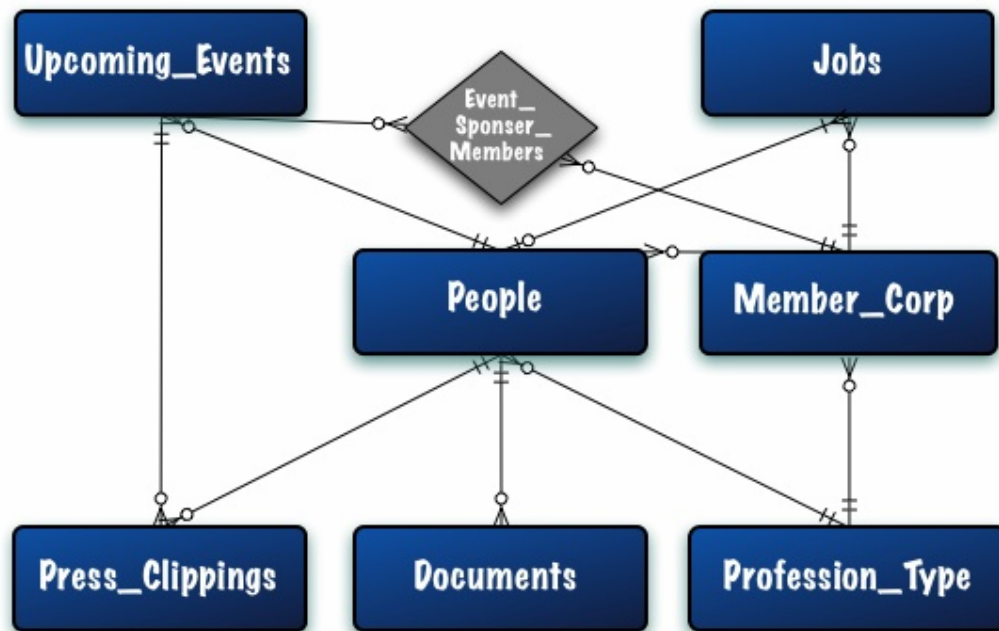 Upcoming_Events
Jobs
Event_
Sponser_
Members
People
Member_Corp
Press_Clippings
Documents
Profession_Type